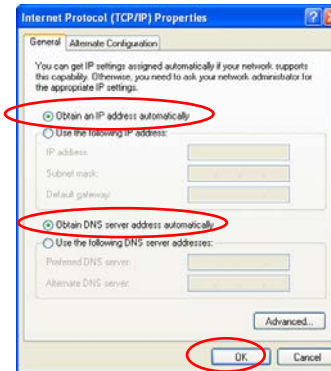 Internet Protocol (TCP/IP) Properties
General Alternate Configuration
You can get IP settings assigned automatically if your network supports
this capability. Otherwise, you need to ask your network administrator for
the appropriate IP settings.
Obtain an IP address automatically
Use the following IP address:
IP address:
Subnet mask:
Default gateway:
Obtain DNS server address automatically
Use the following DNS server addresses:
Preferred DNS server:
Alternate DNS server:
Advanced...
OK Cancel